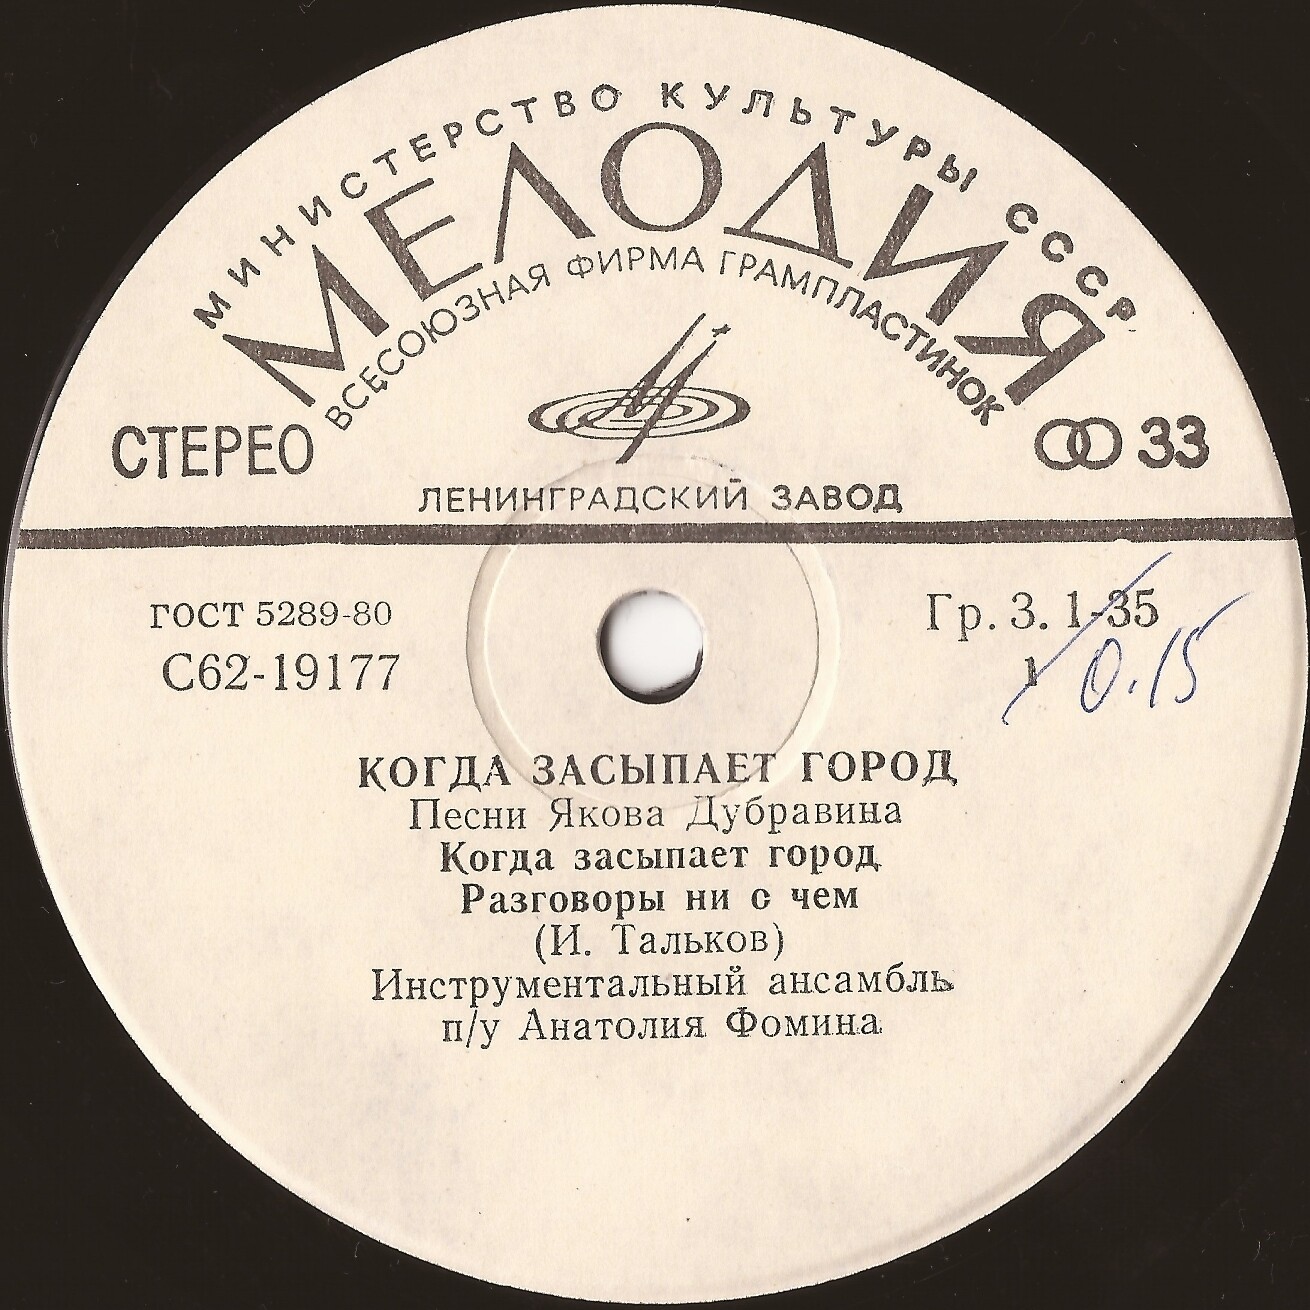 МИНИСТЕРСТВО КУЛЬТУРЫ СССР
МЕЛОДИЯ
ВСЕСОЮЗНАЯ ФИРМА ГРАМПЛАСТИНОК
СТЕРЕО
33
ЛЕНИНГРАДСКИЙ ЗАВОД
ГОСТ 5289-80
Гр. 3. 1-35
С62-19177
1 0.15
КОГДА ЗАСЫПАЕТ ГОРОД
Песни Якова Дубравина
Когда засыпает город
Разговоры ни о чем
(И. Тальков)
Инструментальный ансамбль
п/у Анатолия Фомина